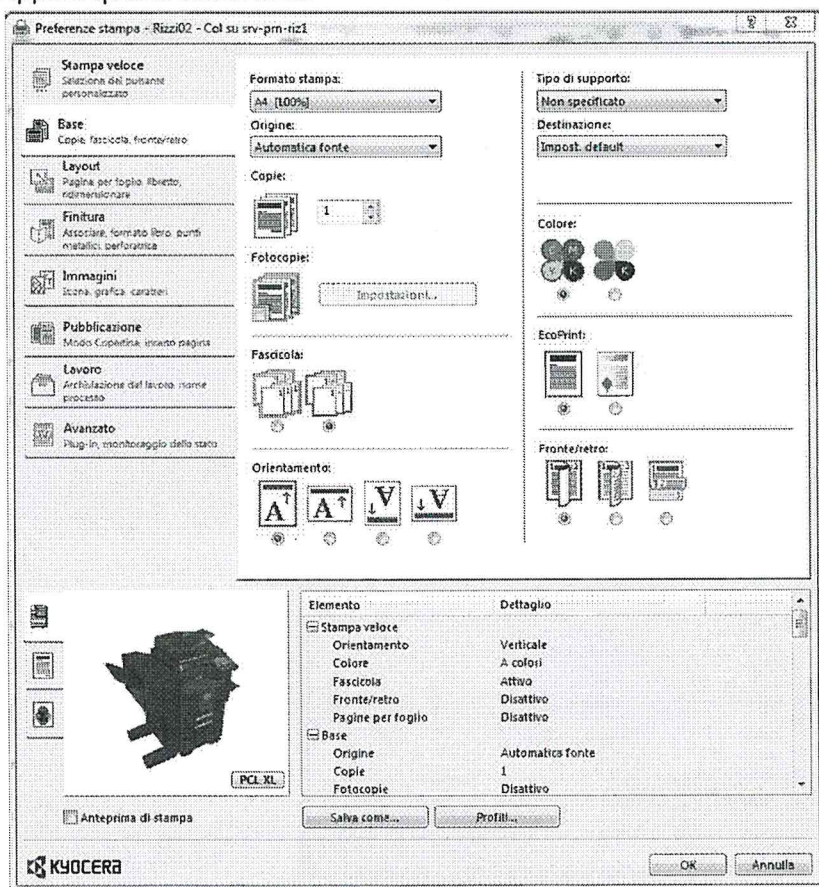 Preferenze stampa - Rizzi02 - Col su srv-prn-riz1
Stampa veloce
Selezione del pulsante
personalizzato
Base
Copie, fascicola, fronte/retro
Layout
Pagine per foglio, libretto,
ridimensionare
Finitura
Associare, formato libro, punti
metallici, perforatrice
Immagini
Icona, grafica, caratteri
Pubblicazione
Modo Copertina, inserto pagina
Lavoro
Archiviazione del lavoro, nome
processo
Avanzato
Plug-in, monitoraggio dello stato
Formato stampa:
A4 [100%]
Origine:
Automatica fonte
Copie:
1
Fotocopie:
Impostazioni...
Fascicola:
Orientamento:
A A A A
Tipo di supporto:
Non specificato
Destinazione:
Impost. default
Colore:
C M
Y K K
EcoPrint:
Fronte/retro:
Elemento Dettaglio
Stampa veloce
Orientamento Verticale
Colore A colori
Fascicola Attivo
Fronte/retro Disattivo
Pagine per foglio Disattivo
Base
Origine Automatica fonte
Copie 1
Fotocopie Disattivo
PCL XL
Anteprima di stampa
Salva come...
Profili...
KYOCERA
OK
Annulla